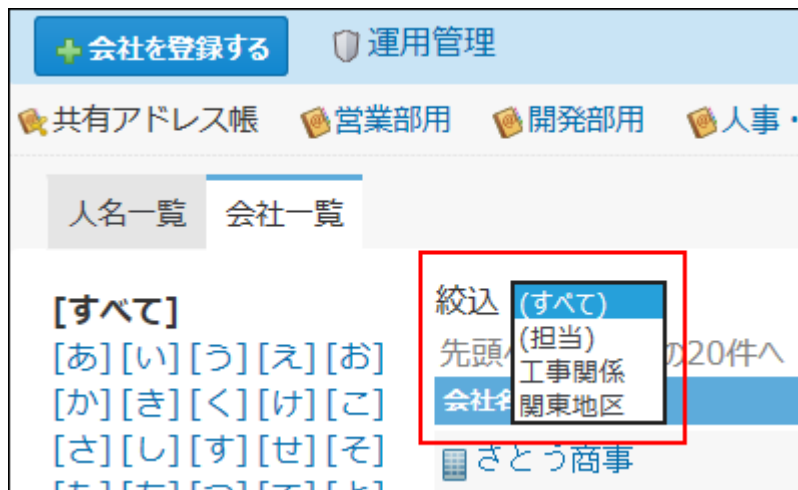 会社を登録する 運用管理
共有アドレス帳 営業部用 開発部用 人事・
人名一覧 会社一覧
絞込 (すべて)
(担当)
工事関係
関東地区
[すべて]
[あ][い][う][え][お]
[か][き][く][け][こ]
[さ][し][す][せ][そ]
先頭へ
の20件へ
会社名
さとう商事